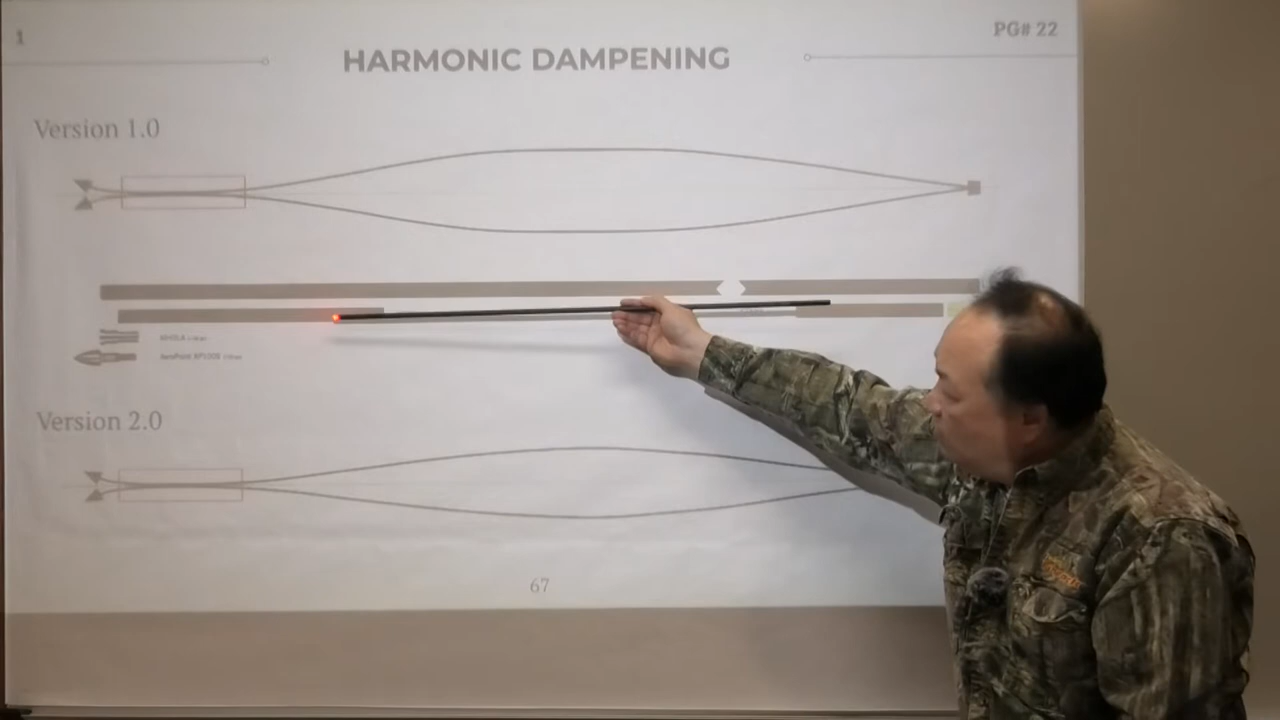 1
PG# 22
HARMONIC DAMPENING
Version 1.0
Version 2.0
67